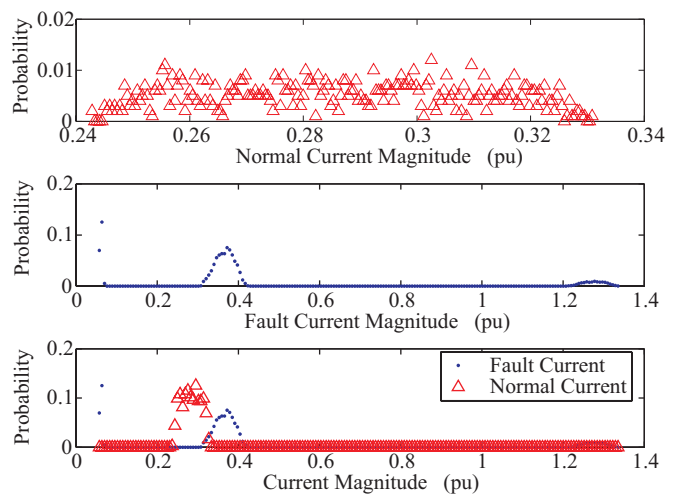 0.02
0.01
0
Probability
0.24 0.26 0.28 0.3 0.32 0.34
Normal Current Magnitude (pu)
0.2
0.1
0
Probability
0 0.2 0.4 0.6 0.8 1 1.2 1.4
Fault Current Magnitude (pu)
0.2
0.1
0
Probability
Fault Current
Normal Current
0 0.2 0.4 0.6 0.8 1 1.2 1.4
Current Magnitude (pu)